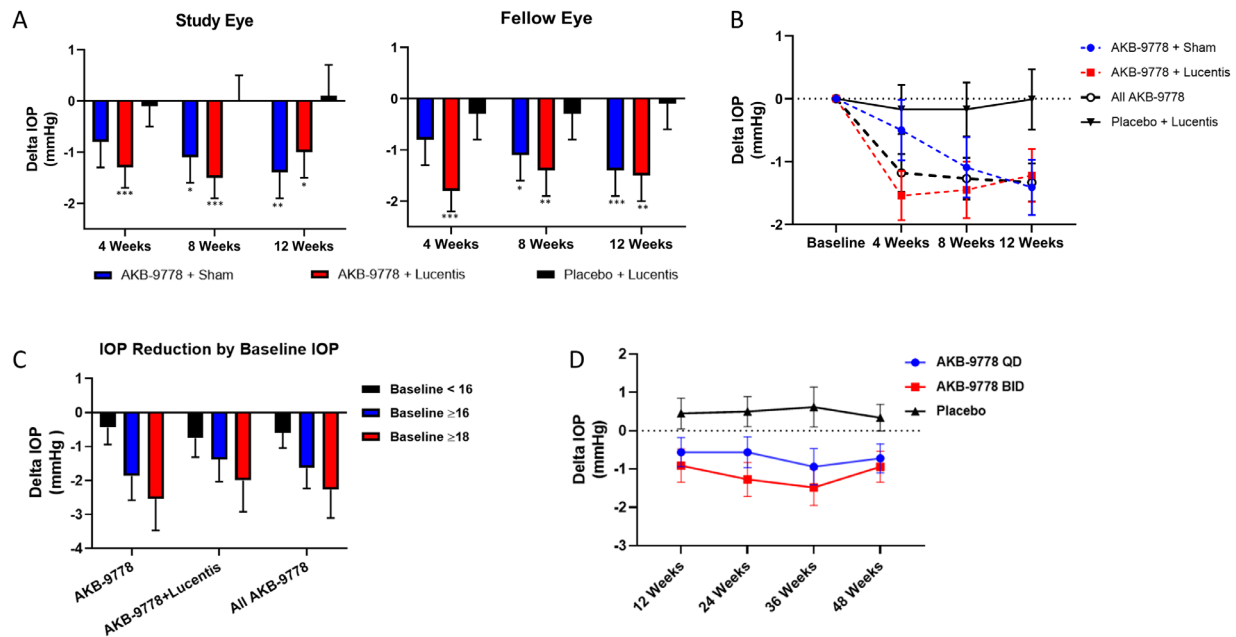 A
Study Eye
Delta IOP
(mmHg)
1
0
-1
-2
***
*
***
**
*
4 Weeks
8 Weeks
12 Weeks
Fellow Eye
1
0
-1
-2
***
*
**
***
**
4 Weeks
8 Weeks
12 Weeks
AKB-9778 + Sham
AKB-9778 + Lucentis
Placebo + Lucentis
B
Delta IOP
(mmHg)
1
0
-1
-2
Baseline
4 Weeks
8 Weeks
12 Weeks
AKB-9778 + Sham
AKB-9778 + Lucentis
All AKB-9778
Placebo + Lucentis
C
IOP Reduction by Baseline IOP
Delta IOP
(mmHg )
1
0
-1
-2
-3
-4
AKB-9778
AKB-9778+Lucentis
All AKB-9778
Baseline < 16
Baseline ≥16
Baseline ≥18
D
Delta IOP
(mmHg)
2
1
0
-1
-2
-3
12 Weeks
24 Weeks
36 Weeks
48 Weeks
AKB-9778 QD
AKB-9778 BID
Placebo